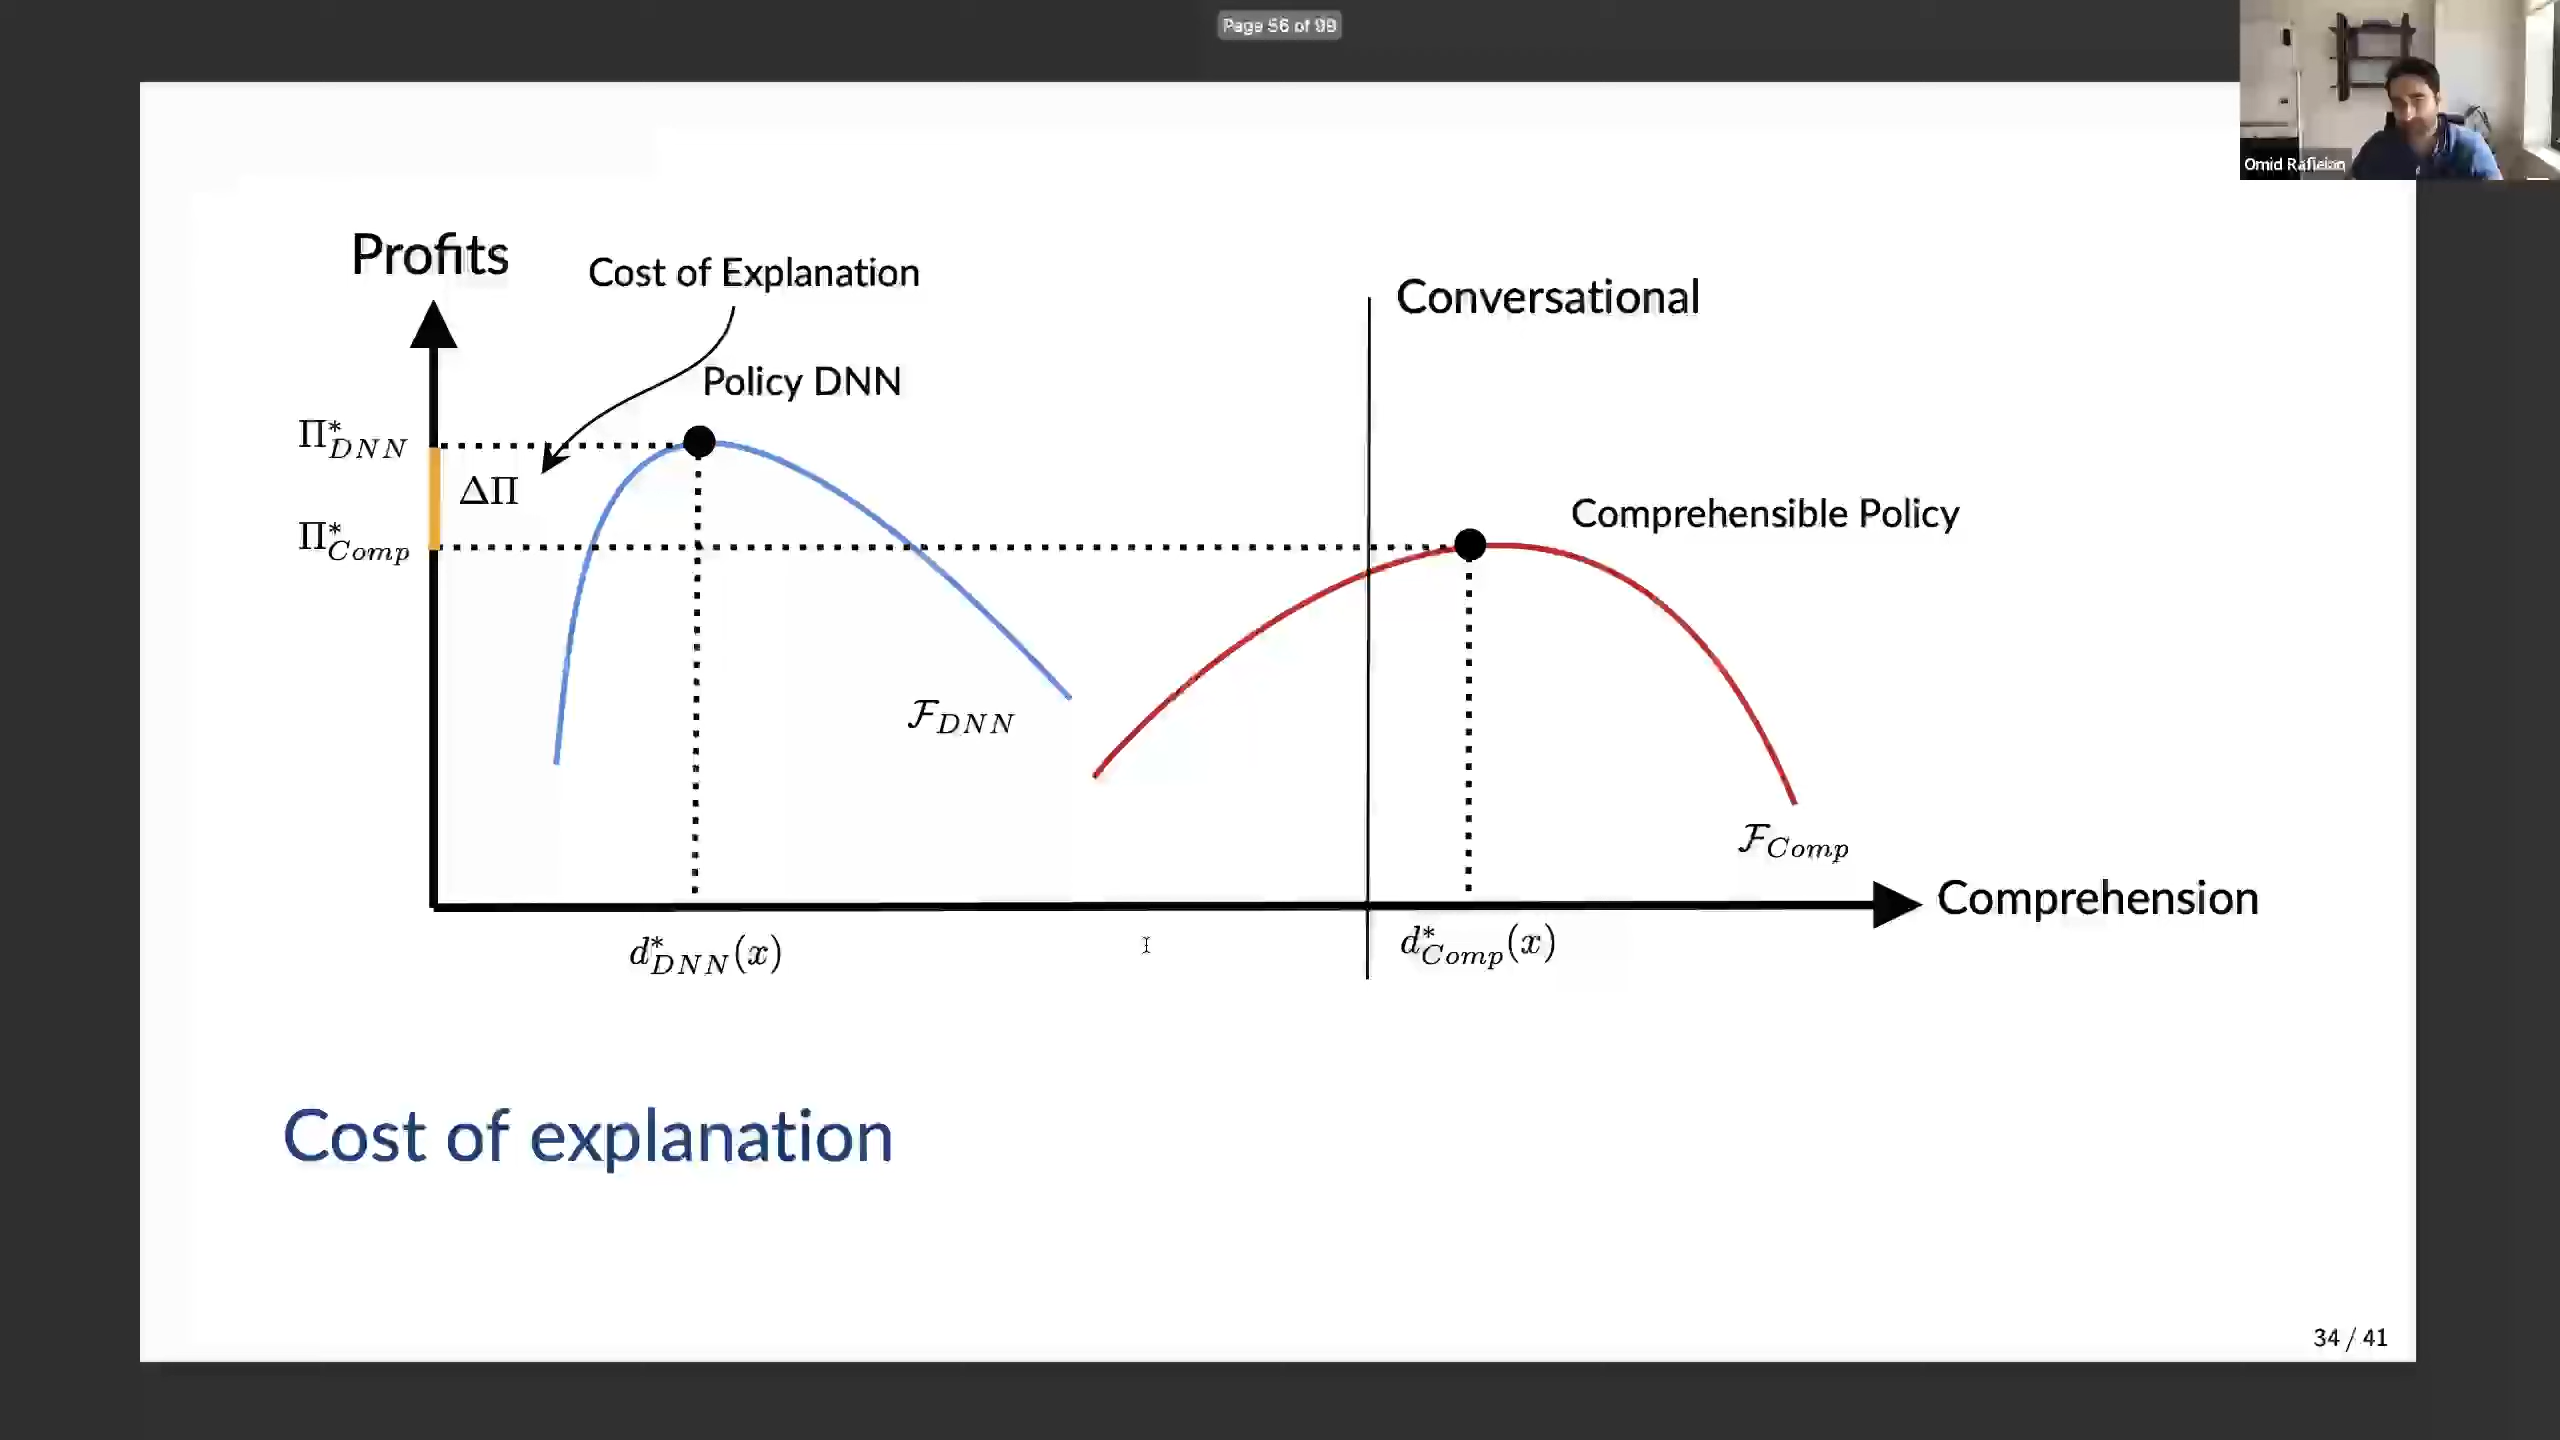 Page 56 of 99
Omid Rafieian
Profits
Cost of Explanation
Conversational
Policy DNN
Π*DNN
ΔΠ
Π*Comp
Comprehensible Policy
ℱDNN
ℱComp
Comprehension
d*DNN(x)
d*Comp(x)
Cost of explanation
34 / 41